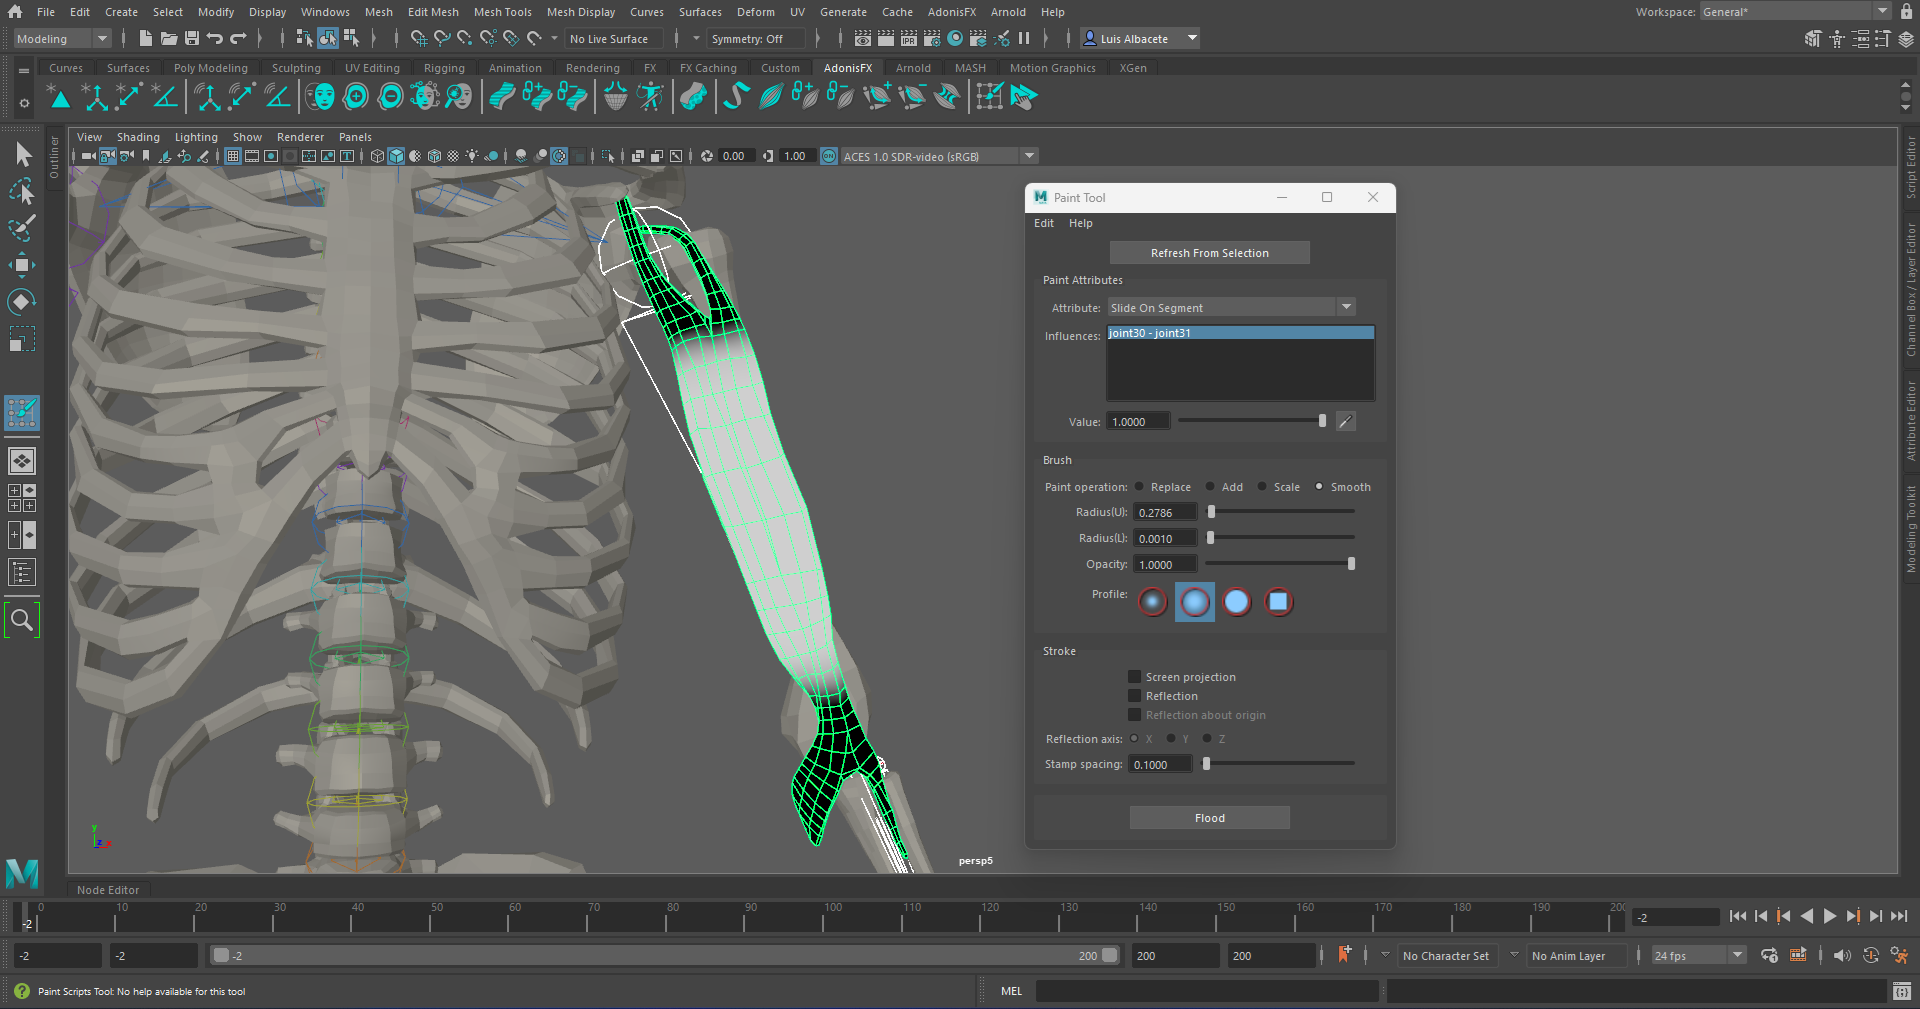 File Edit Create Select Modify Display Windows Mesh Edit Mesh Mesh Tools Mesh Display Curves Surfaces Deform UV Generate Cache AdonisFX Arnold Help Workspace: General*
Modeling No Live Surface Symmetry: Off IPR Luis Albacete
Curves Surfaces Poly Modeling Sculpting UV Editing Rigging Animation Rendering FX FX Caching Custom AdonisFX Arnold MASH Motion Graphics XGen
Outliner
View Shading Lighting Show Renderer Panels
0.00 1.00 ON ACES 1.0 SDR-video (sRGB)
Paint Tool
Edit Help
Refresh From Selection
Paint Attributes
Attribute: Slide On Segment
Influences: joint30 - joint31
Value: 1.0000
Brush
Paint operation: Replace Add Scale Smooth
Radius(U): 0.2786
Radius(L): 0.0010
Opacity: 1.0000
Profile:
Stroke
Screen projection
Reflection
Reflection about origin
Reflection axis: X Y Z
Stamp spacing: 0.1000
Flood
Script Editor
Channel Box / Layer Editor
Attribute Editor
Modeling Toolkit
y
z x
persp5
M
Node Editor
0 10 20 30 40 50 60 70 80 90 100 110 120 130 140 150 160 170 180 190 200
-2 -2
-2 -2 -2 200 200 200 No Character Set No Anim Layer 24 fps
Paint Scripts Tool: No help available for this tool MEL